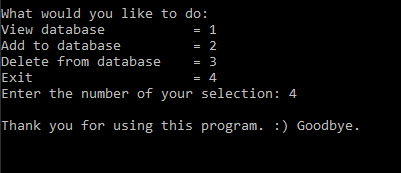 What would you like to do:
View database           = 1
Add to database         = 2
Delete from database    = 3
Exit                    = 4
Enter the number of your selection: 4

Thank you for using this program. :) Goodbye.